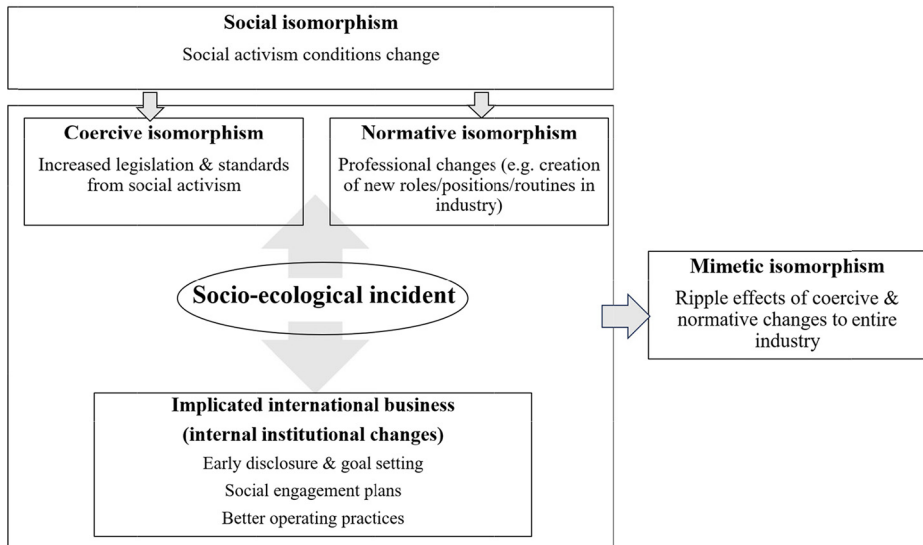 Social isomorphism
Social activism conditions change
Coercive isomorphism
Increased legislation & standards
from social activism
Normative isomorphism
Professional changes (e.g. creation
of new roles/positions/routines in
industry)
Socio-ecological incident
Mimetic isomorphism
Ripple effects of coercive &
normative changes to entire
industry
Implicated international business
(internal institutional changes)
Early disclosure & goal setting
Social engagement plans
Better operating practices